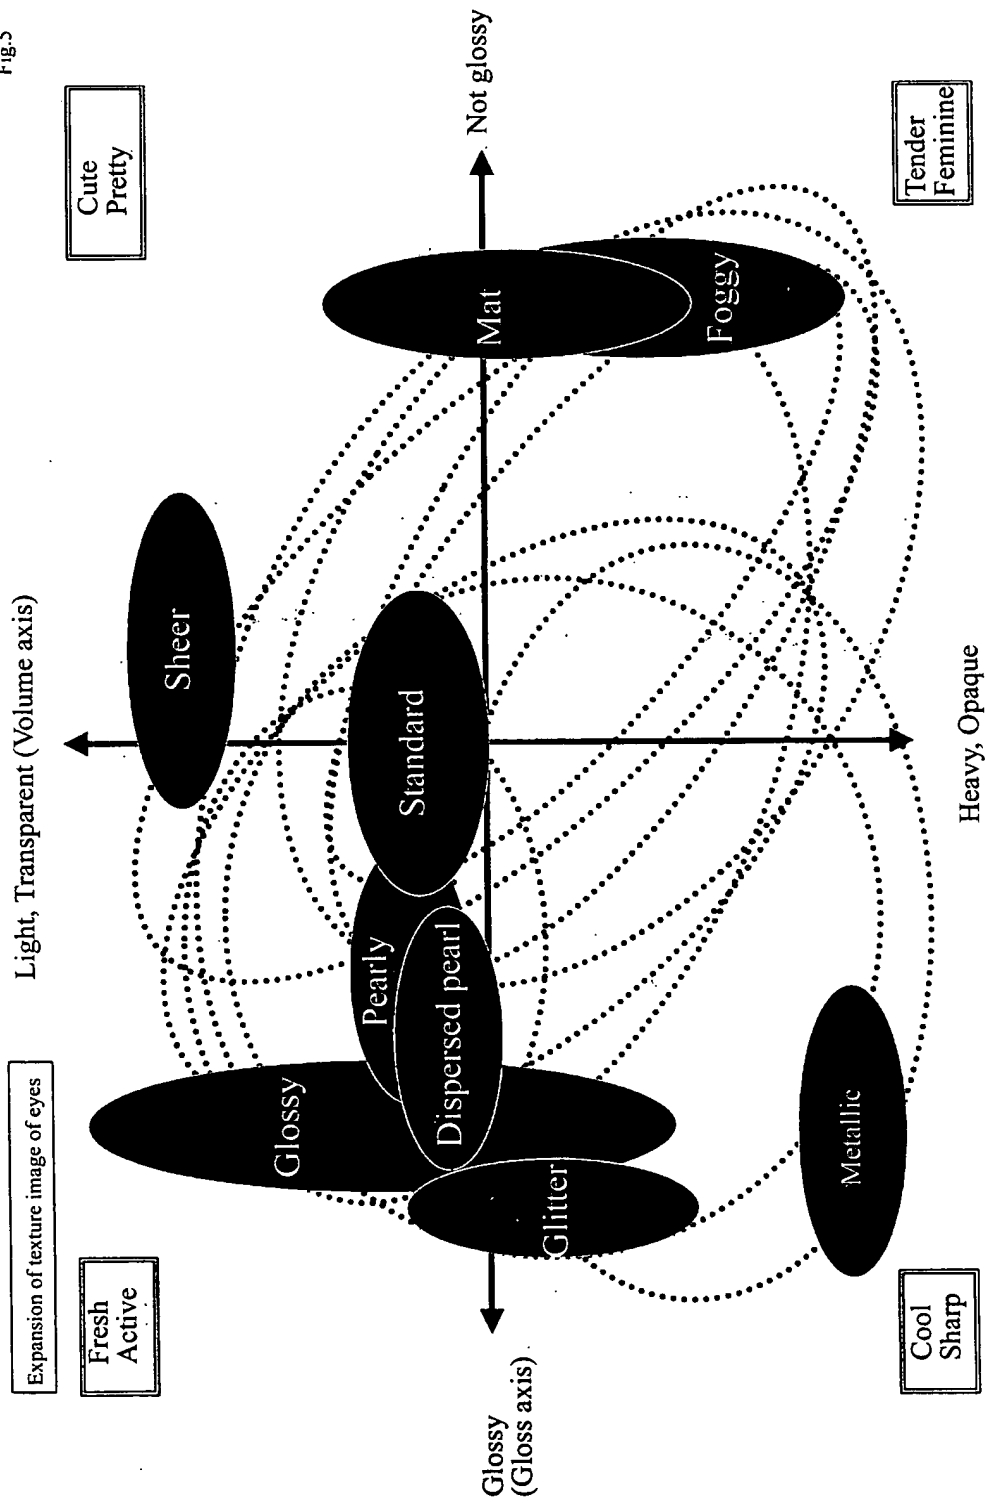 Fig.5
Expansion of texture image of eyes
Light, Transparent (Volume axis)
Fresh
Active
Cute
Pretty
Sheer
Glossy
Pearly
Standard
Dispersed pearl
Mat
Glossy
(Gloss axis)
Not glossy
Glitter
Foggy
Metallic
Cool
Sharp
Tender
Feminine
Heavy, Opaque